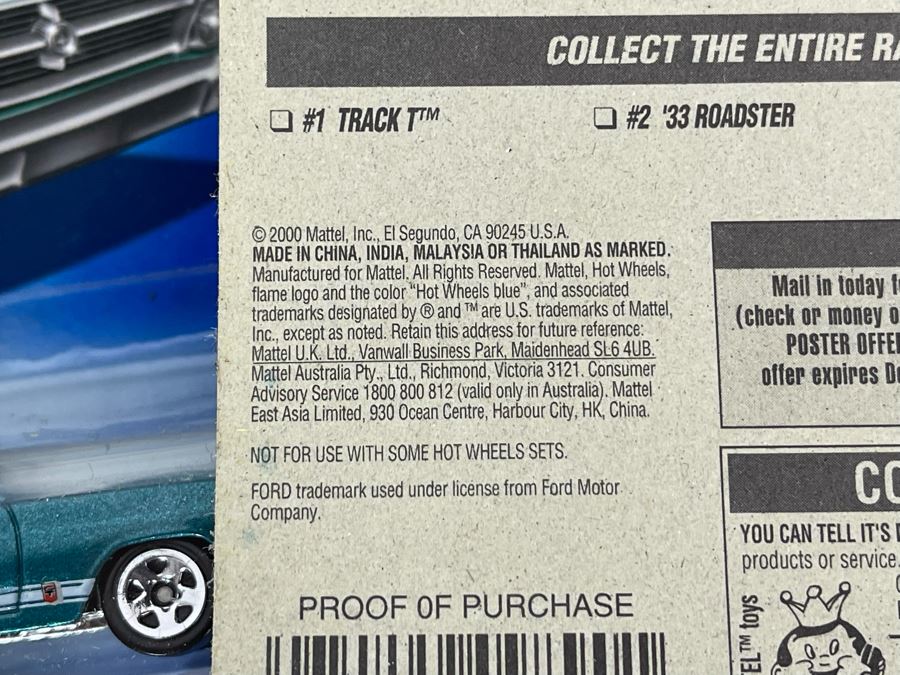 COLLECT THE ENTIRE
#1 TRACK T™
#2 '33 ROADSTER
© 2000 Mattel, Inc., El Segundo, CA 90245 U.S.A.
MADE IN CHINA, INDIA, MALAYSIA OR THAILAND AS MARKED.
Manufactured for Mattel. All Rights Reserved. Mattel, Hot Wheels,
flame logo and the color "Hot Wheels blue", and associated
trademarks designated by ® and ™ are U.S. trademarks of Mattel,
Inc., except as noted. Retain this address for future reference:
Mattel U.K. Ltd., Vanwall Business Park, Maidenhead SL6 4UB.
Mattel Australia Pty., Ltd., Richmond, Victoria 3121. Consumer
Advisory Service 1800 800 812 (valid only in Australia). Mattel
East Asia Limited, 930 Ocean Centre, Harbour City, HK, China.
NOT FOR USE WITH SOME HOT WHEELS SETS.
FORD trademark used under license from Ford Motor
Company.
PROOF OF PURCHASE
Mail in today
(check or money
POSTER OFFE
offer expires
CO
YOU CAN TELL IT'S
products or service.
EL™ toys